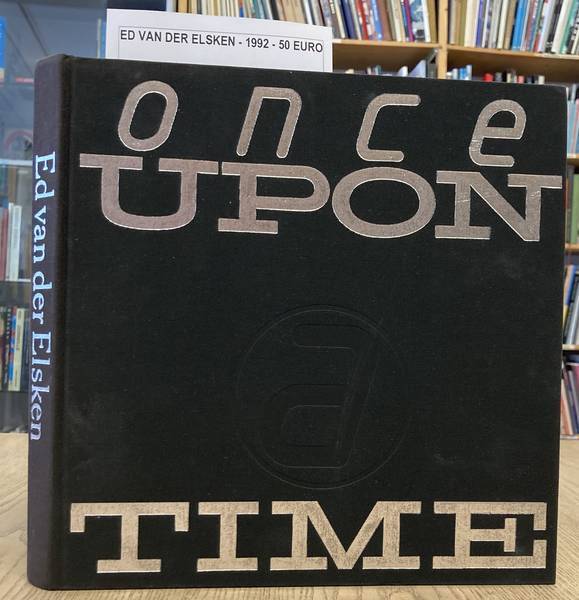 ED VAN DER ELSKEN - 1992 - 50 EURO
once
UPON
a
TIME
Ed van der Elsken